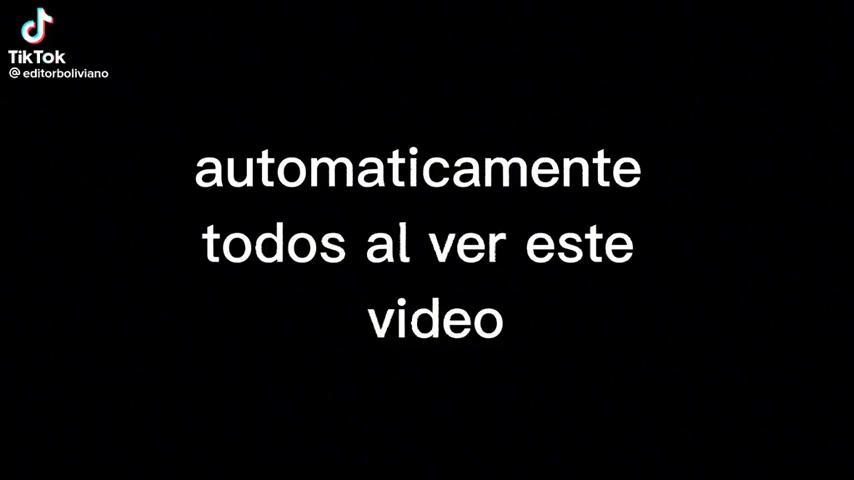 TikTok
@editorboliviano
automaticamente
todos al ver este
video